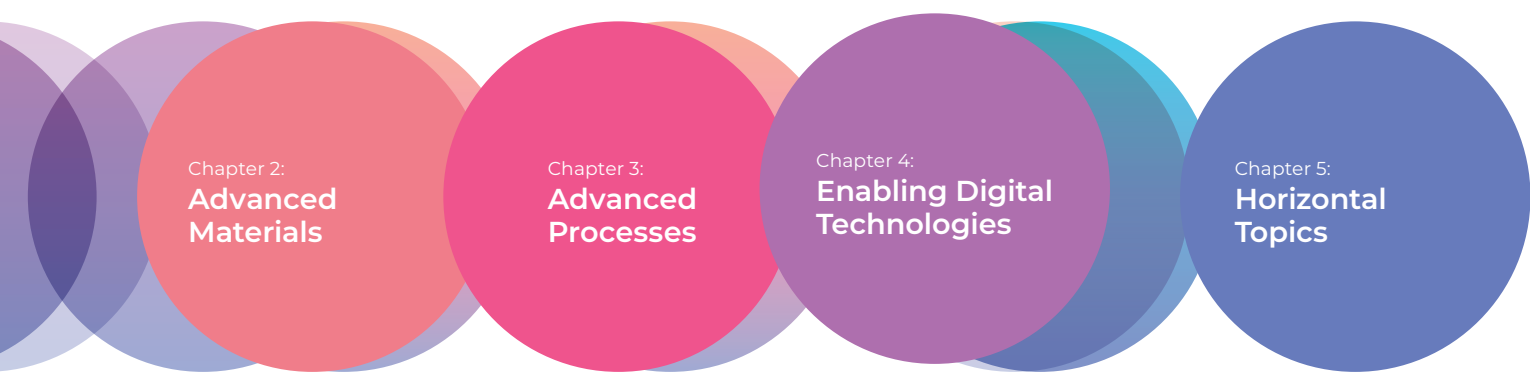 Chapter 2:
Advanced
Materials
Chapter 3:
Advanced
Processes
Chapter 4:
Enabling Digital
Technologies
Chapter 5:
Horizontal
Topics